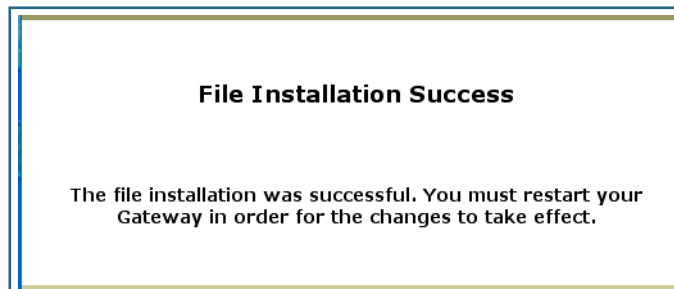 File Installation Success
The file installation was successful. You must restart your
Gateway in order for the changes to take effect.